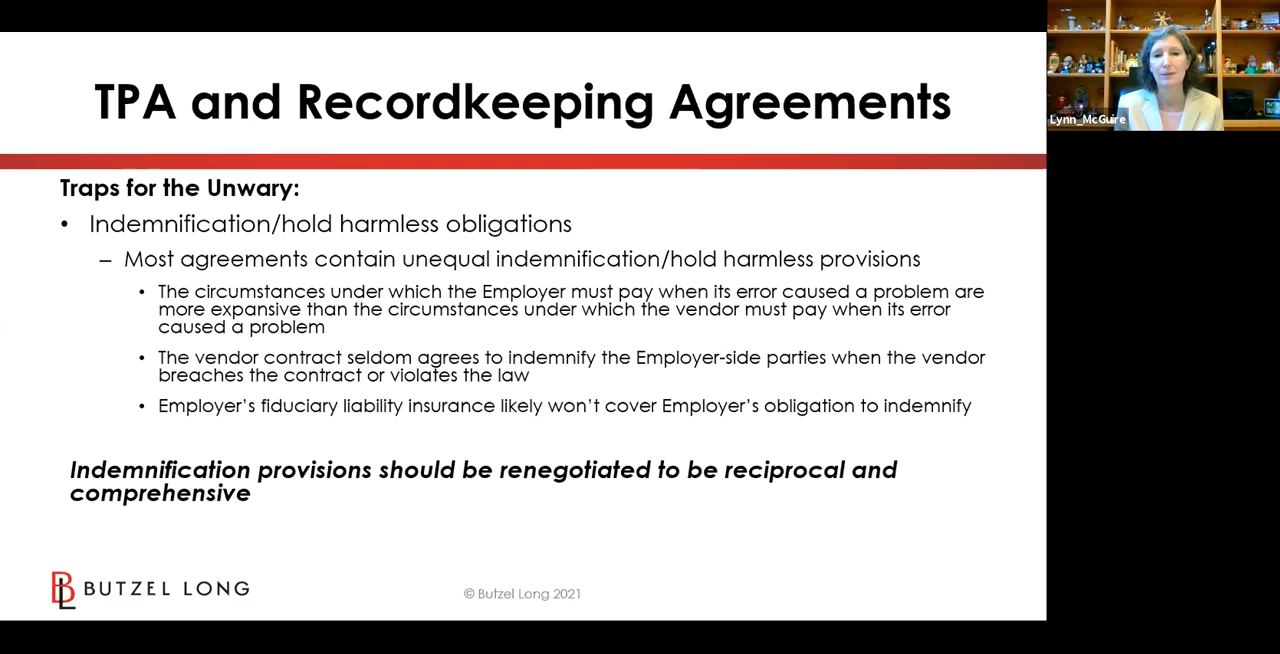 TPA and Recordkeeping Agreements
Lynn_McGuire
Traps for the Unwary:
• Indemnification/hold harmless obligations
– Most agreements contain unequal indemnification/hold harmless provisions
• The circumstances under which the Employer must pay when its error caused a problem are
more expansive than the circumstances under which the vendor must pay when its error
caused a problem
• The vendor contract seldom agrees to indemnify the Employer-side parties when the vendor
breaches the contract or violates the law
• Employer’s fiduciary liability insurance likely won’t cover Employer’s obligation to indemnify
Indemnification provisions should be renegotiated to be reciprocal and
comprehensive
BL BUTZEL LONG
© Butzel Long 2021